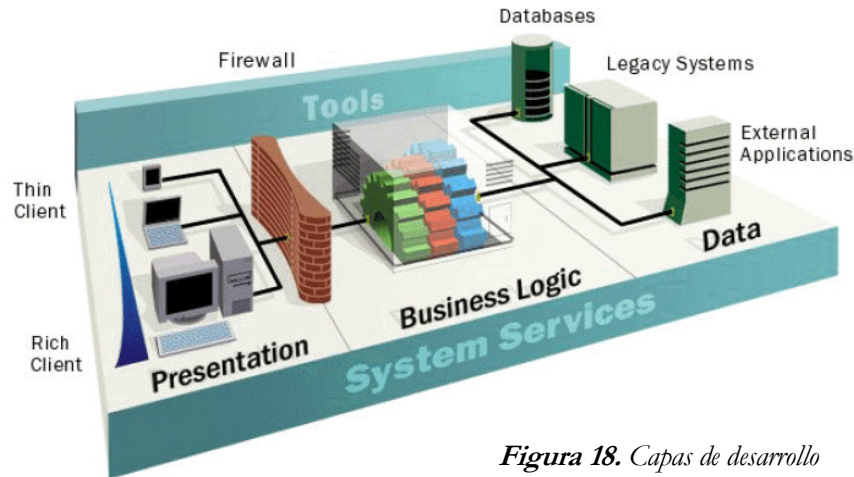 Databases
Firewall
Legacy Systems
Tools
External
Applications
Thin
Client
Data
Business Logic
Rich
Client
Presentation
System Services
Figura 18. Capas de desarrollo